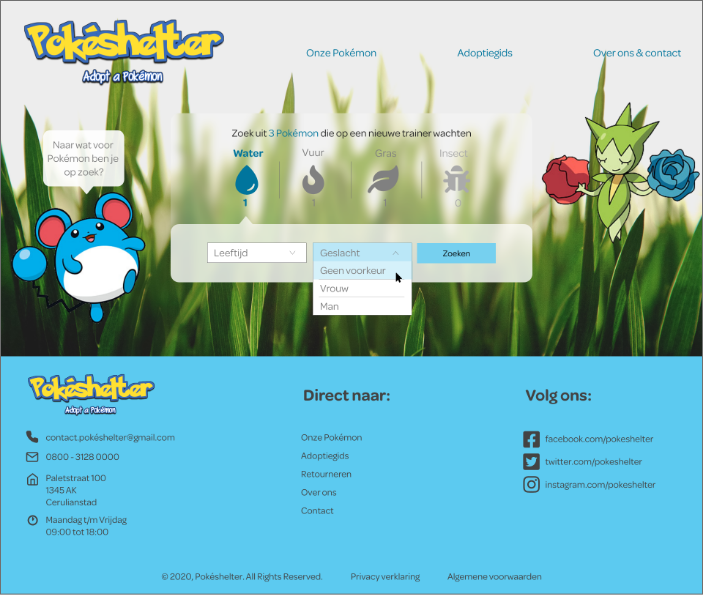 Pokéshelter
Adopt a Pokémon
Onze Pokémon
Adoptiegids
Over ons & contact
Naar wat voor
Pokémon ben je
op zoek?
Zoek uit 3 Pokémon die op een nieuwe trainer wachten
Water
Vuur
Gras
Insect
1
1
1
0
Leeftijd
Geslacht
Zoeken
Geen voorkeur
Vrouw
Man
Pokéshelter
Adopt a Pokémon
contact.pokéshelter@gmail.com
0800 - 3128 0000
Paletstraat 100
1345 AK
Cerulianstad
Maandag t/m Vrijdag
09:00 tot 18:00
Direct naar:
Onze Pokémon
Adoptiegids
Retourneren
Over ons
Contact
Volg ons:
facebook.com/pokeshelter
twitter.com/pokeshelter
instagram.com/pokeshelter
© 2020, Pokéshelter. All Rights Reserved.
Privacy verklaring
Algemene voorwaarden